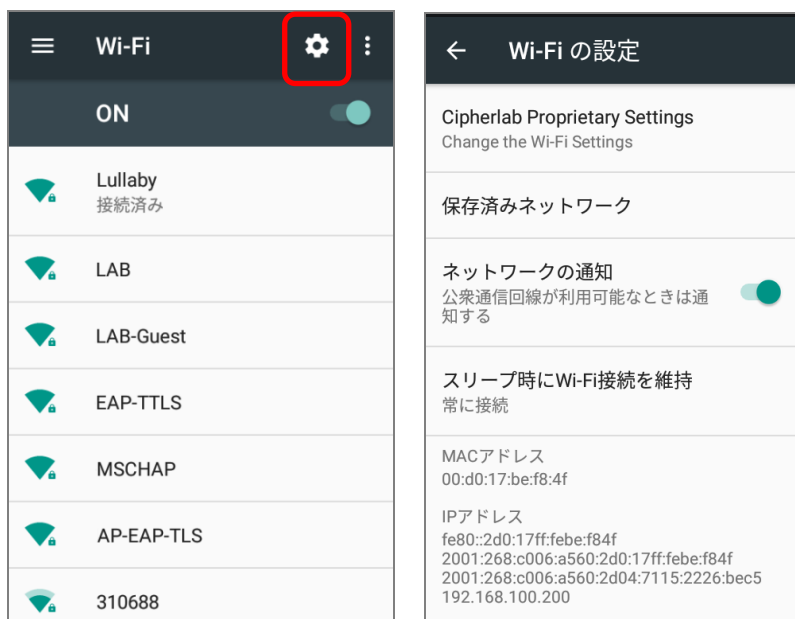 Wi-Fi
ON
Lullaby
接続済み
LAB
LAB-Guest
EAP-TTLS
MSCHAP
AP-EAP-TLS
310688
Wi-Fi の設定
Cipherlab Proprietary Settings
Change the Wi-Fi Settings
保存済みネットワーク
ネットワークの通知
公衆通信回線が利用可能なときは通
知する
スリープ時にWi-Fi接続を維持
常に接続
MACアドレス
00:d0:17:be:f8:4f
IPアドレス
fe80::2d0:17ff:febe:f84f
2001:268:c006:a560:2d0:17ff:febe:f84f
2001:268:c006:a560:2d04:7115:2226:bec5
192.168.100.200